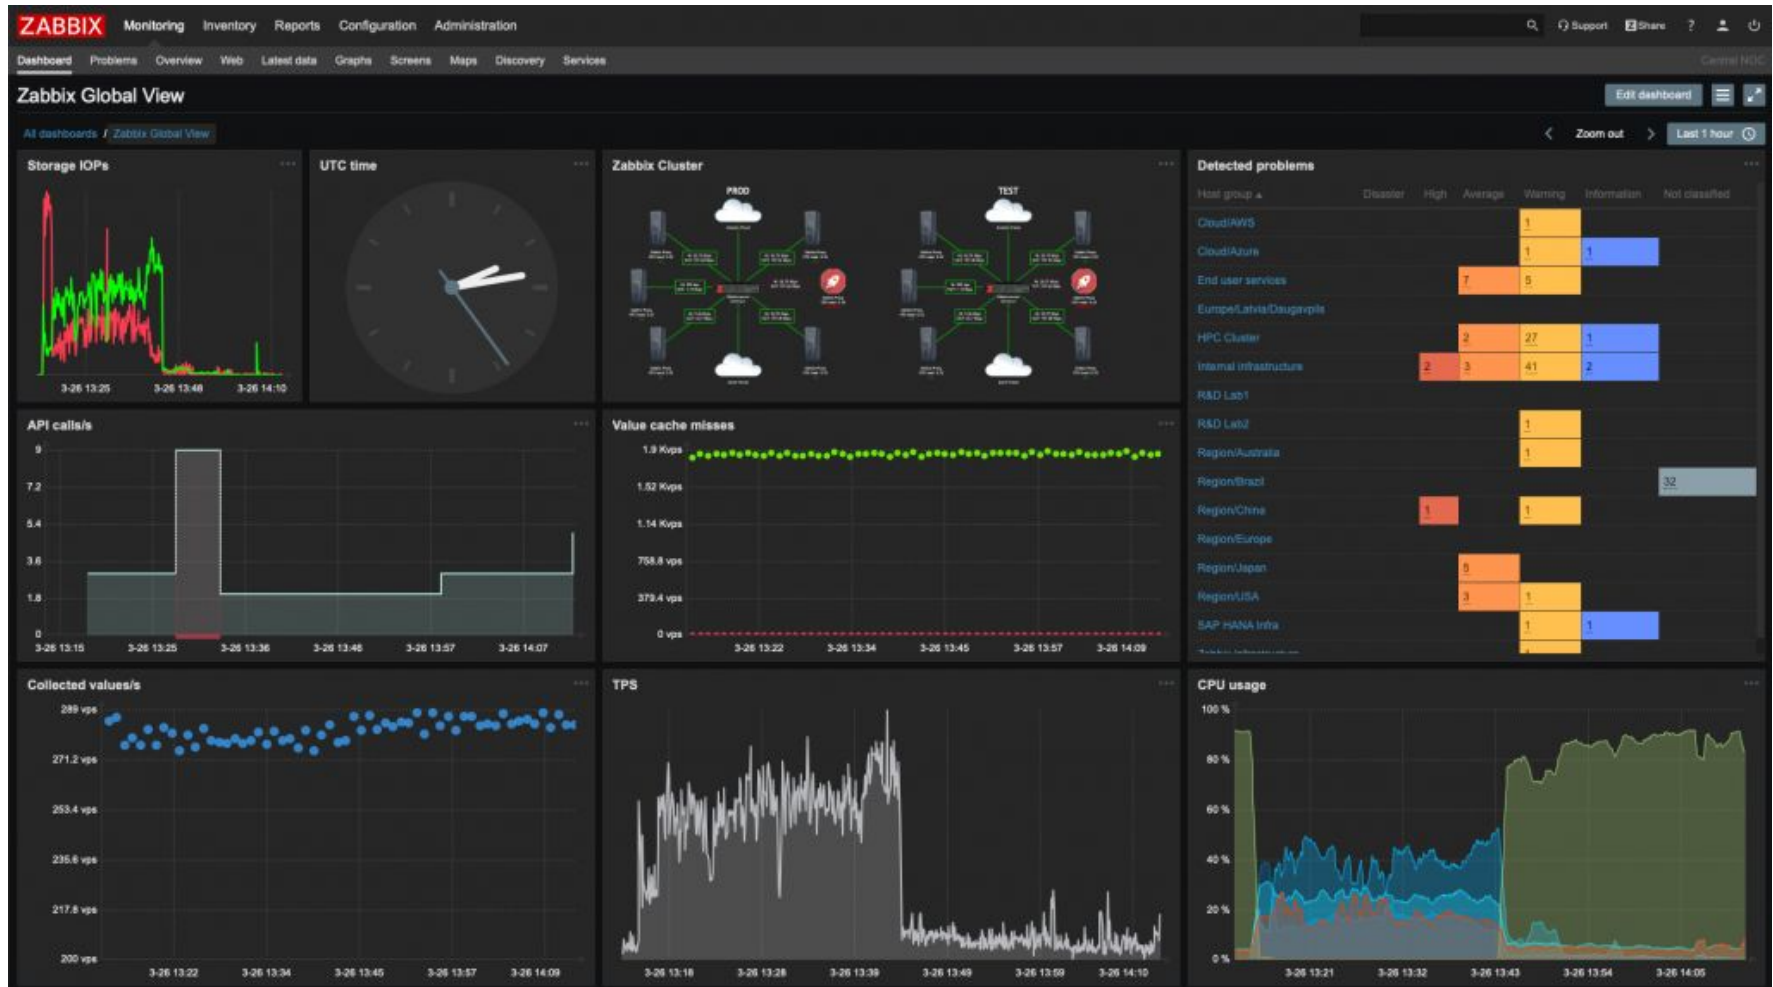 ZABBIX Monitoring Inventory Reports Configuration Administration Support Share ?
Dashboard Problems Overview Web Latest data Graphs Screens Maps Discovery Services Central NOC
Zabbix Global View Edit dashboard
All dashboards / Zabbix Global View Zoom out Last 1 hour
Storage IOPs
3-26 13:25 3-26 13:48 3-26 14:10
UTC time
Zabbix Cluster
PROD TEST
Detected problems
Host group Disaster High Average Warning Information Not classified
Cloud/AWS 1
Cloud/Azure 1 1
End user services 7 5
Europe/Latvia/Daugavpils
HPC Cluster 2 27 1
Internal infrastructure 2 3 41 2
R&D Lab1
R&D Lab2 1
Region/Australia 1
Region/Brazil 32
Region/China 1 1
Region/Europe
Region/Japan 5
Region/USA 3 1
SAP HANA Infra 1 1
API calls/s
9
7.2
5.4
3.6
1.8
0
3-26 13:15 3-26 13:25 3-26 13:36 3-26 13:46 3-26 13:57 3-26 14:07
Value cache misses
1.9 Kvps
1.52 Kvps
1.14 Kvps
758.8 vps
379.4 vps
0 vps
3-26 13:22 3-26 13:34 3-26 13:45 3-26 13:57 3-26 14:09
Collected values/s
289 vps
271.2 vps
253.4 vps
235.6 vps
217.8 vps
200 vps
3-26 13:22 3-26 13:34 3-26 13:45 3-26 13:57 3-26 14:09
TPS
3-26 13:18 3-26 13:28 3-26 13:39 3-26 13:49 3-26 13:59 3-26 14:10
CPU usage
100 %
80 %
60 %
40 %
20 %
0 %
3-26 13:21 3-26 13:32 3-26 13:43 3-26 13:54 3-26 14:05